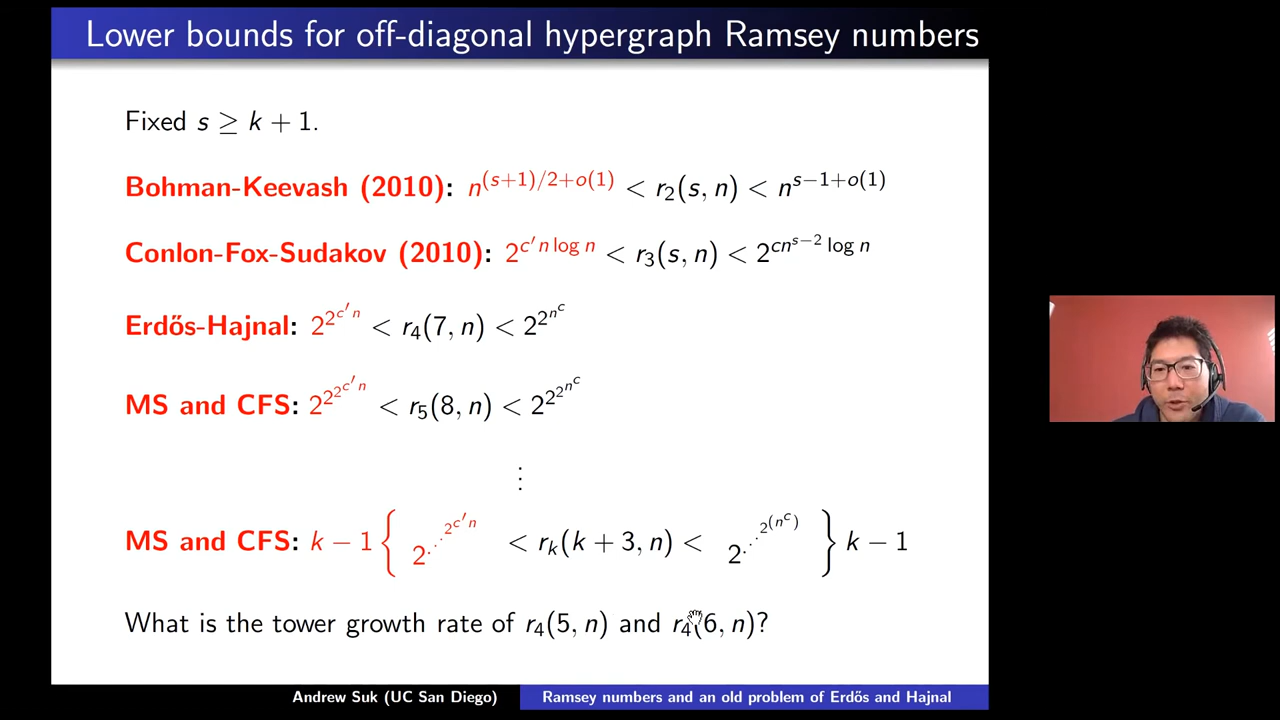 Lower bounds for off-diagonal hypergraph Ramsey numbers
Fixed s ≥ k + 1.
Bohman-Keevash (2010): n^{(s+1)/2+o(1)} < r_2(s, n) < n^{s−1+o(1)}
Conlon-Fox-Sudakov (2010): 2^{c′n log n} < r_3(s, n) < 2^{cn^{s−2} log n}
Erdős-Hajnal: 2^{2^{c′n}} < r_4(7, n) < 2^{2^{n^c}}
MS and CFS: 2^{2^{2^{c′n}}} < r_5(8, n) < 2^{2^{2^{n^c}}}
⋮
MS and CFS: k − 1 { 2^{⋰^{2^{c′n}}} < r_k(k + 3, n) < 2^{⋰^{2^{(n^c)}}} } k − 1
What is the tower growth rate of r_4(5, n) and r_4(6, n)?
Andrew Suk (UC San Diego) Ramsey numbers and an old problem of Erdős and Hajnal